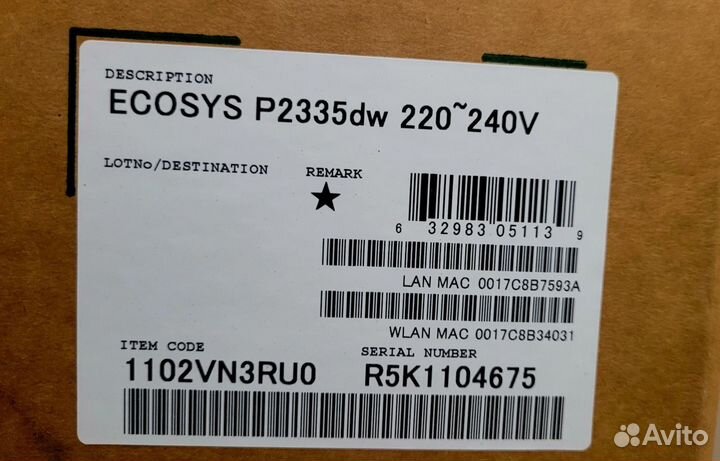 DESCRIPTION
ECOSYS P2335dw 220~240V
LOTNo/DESTINATION REMARK
★
6 32983 05113 9
LAN MAC 0017C8B7593A
WLAN MAC 0017C8B34031
ITEM CODE SERIAL NUMBER
1102VN3RU0 R5K1104675
Avito